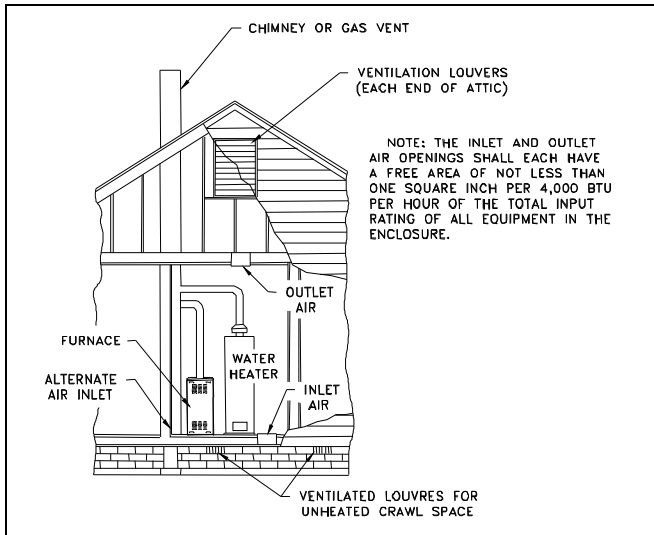 CHIMNEY OR GAS VENT
VENTILATION LOUVERS
(EACH END OF ATTIC)
NOTE: THE INLET AND OUTLET
AIR OPENINGS SHALL EACH HAVE
A FREE AREA OF NOT LESS THAN
ONE SQUARE INCH PER 4,000 BTU
PER HOUR OF THE TOTAL INPUT
RATING OF ALL EQUIPMENT IN THE
ENCLOSURE.
OUTLET
AIR
FURNACE
WATER
HEATER
ALTERNATE
AIR INLET
INLET
AIR
VENTILATED LOUVRES FOR
UNHEATED CRAWL SPACE